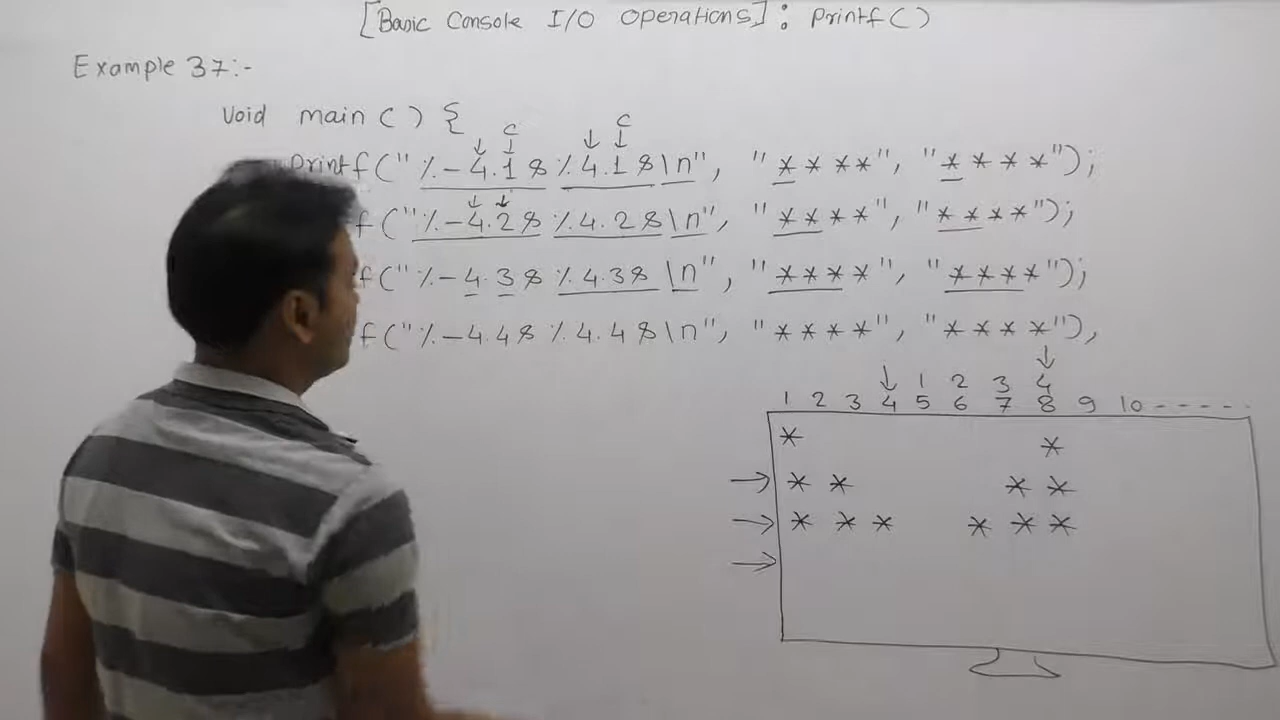 [Basic Console I/O Operations] : Printf()
Example 37:-
Void main() {
C C
↓ ↓ ↓ ↓
Printf("%-4.1s %4.1s\n", "****", "****");
↓ ↓
f("%-4.2s %4.2s\n", "****", "****");
f("%-4.3s %4.3s\n", "****", "****");
f("%-4.4s %4.4s\n", "****", "****"),
↓ 1 2 3 4
1 2 3 4 5 6 7 8 9 10 - - - - -
* *
→ * * * *
→ * * * * * *
→